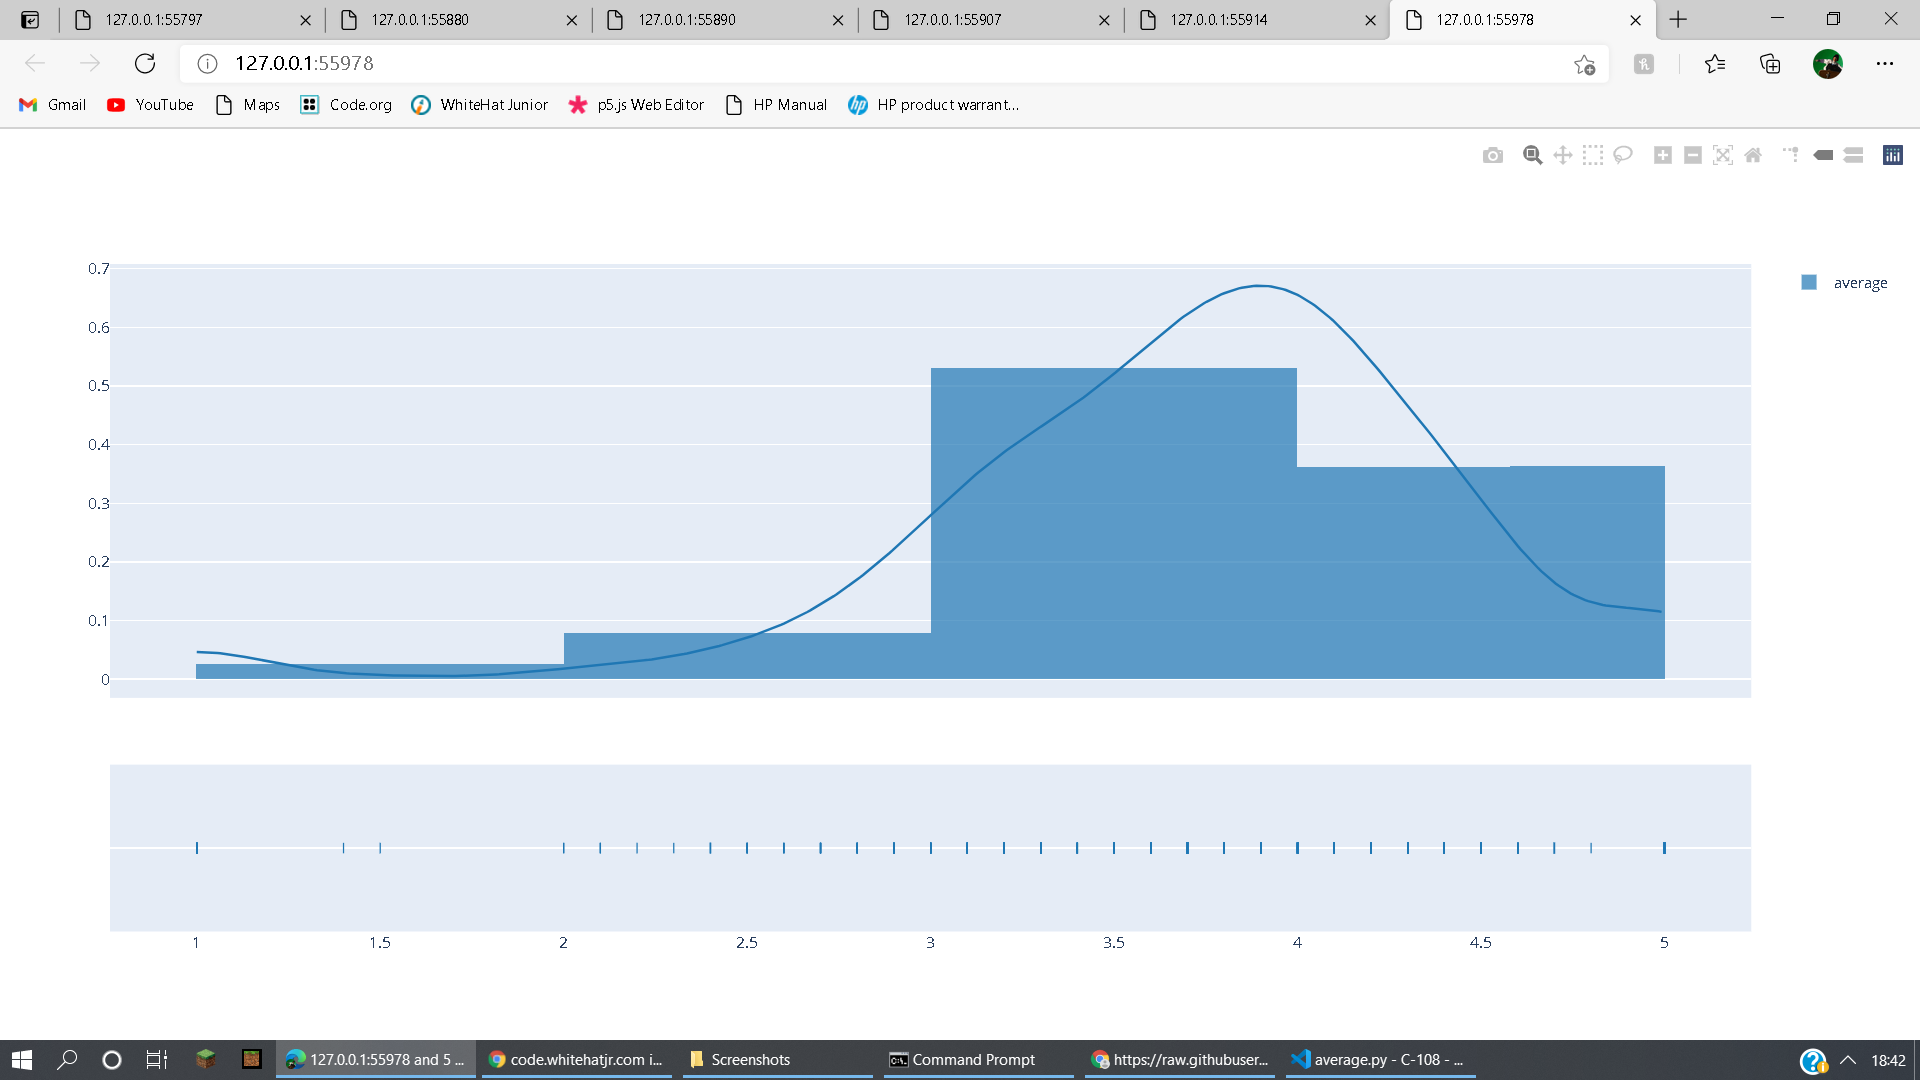 127.0.0.1:55797 127.0.0.1:55880 127.0.0.1:55890 127.0.0.1:55907 127.0.0.1:55914 127.0.0.1:55978
127.0.0.1:55978
Gmail YouTube Maps Code.org WhiteHat Junior p5.js Web Editor HP Manual HP product warrant...
average
0.7
0.6
0.5
0.4
0.3
0.2
0.1
0
1 1.5 2 2.5 3 3.5 4 4.5 5
127.0.0.1:55978 and 5 ... code.whitehatjr.com i... Screenshots Command Prompt https://raw.githubuser... average.py - C-108 - ... 18:42